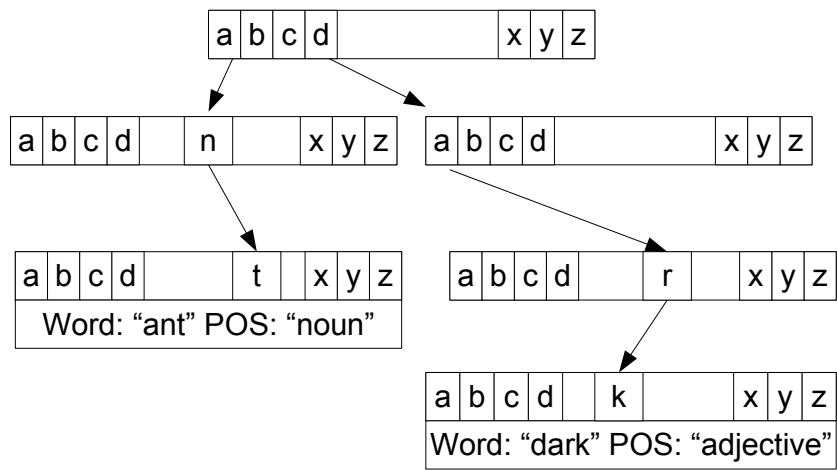 a b c d x y z
a b c d n x y z
a b c d x y z
a b c d t x y z
Word: “ant” POS: “noun”
a b c d r x y z
a b c d k x y z
Word: “dark” POS: “adjective”